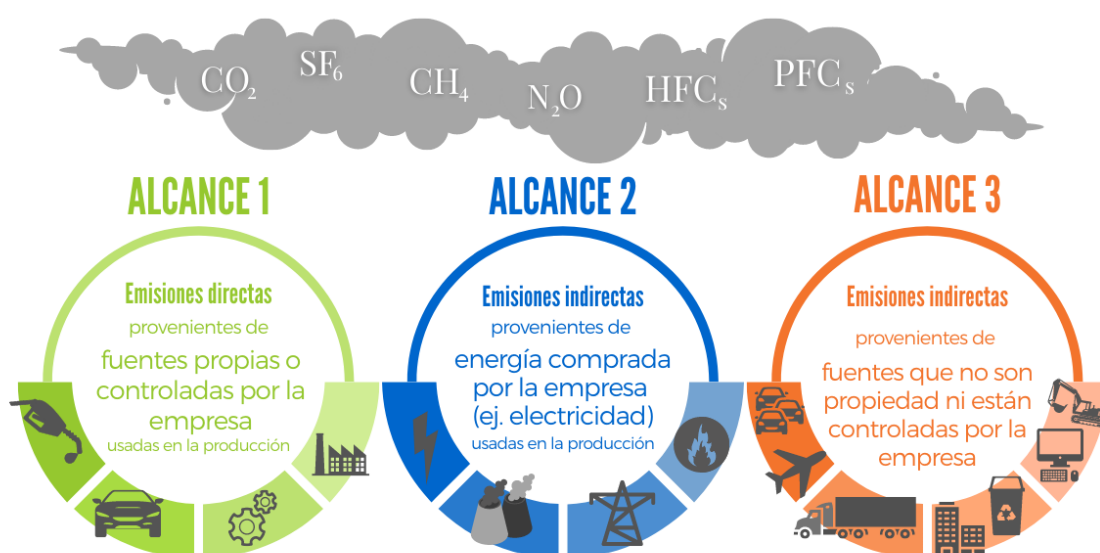 CO₂ SF₆ CH₄ N₂O HFCs PFCs
ALCANCE 1
Emisiones directas
provenientes de
fuentes propias o
controladas por la
empresa
usadas en la producción
ALCANCE 2
Emisiones indirectas
provenientes de
energía comprada
por la empresa
(ej. electricidad)
usadas en la producción
ALCANCE 3
Emisiones indirectas
provenientes de
fuentes que no son
propiedad ni están
controladas por la
empresa